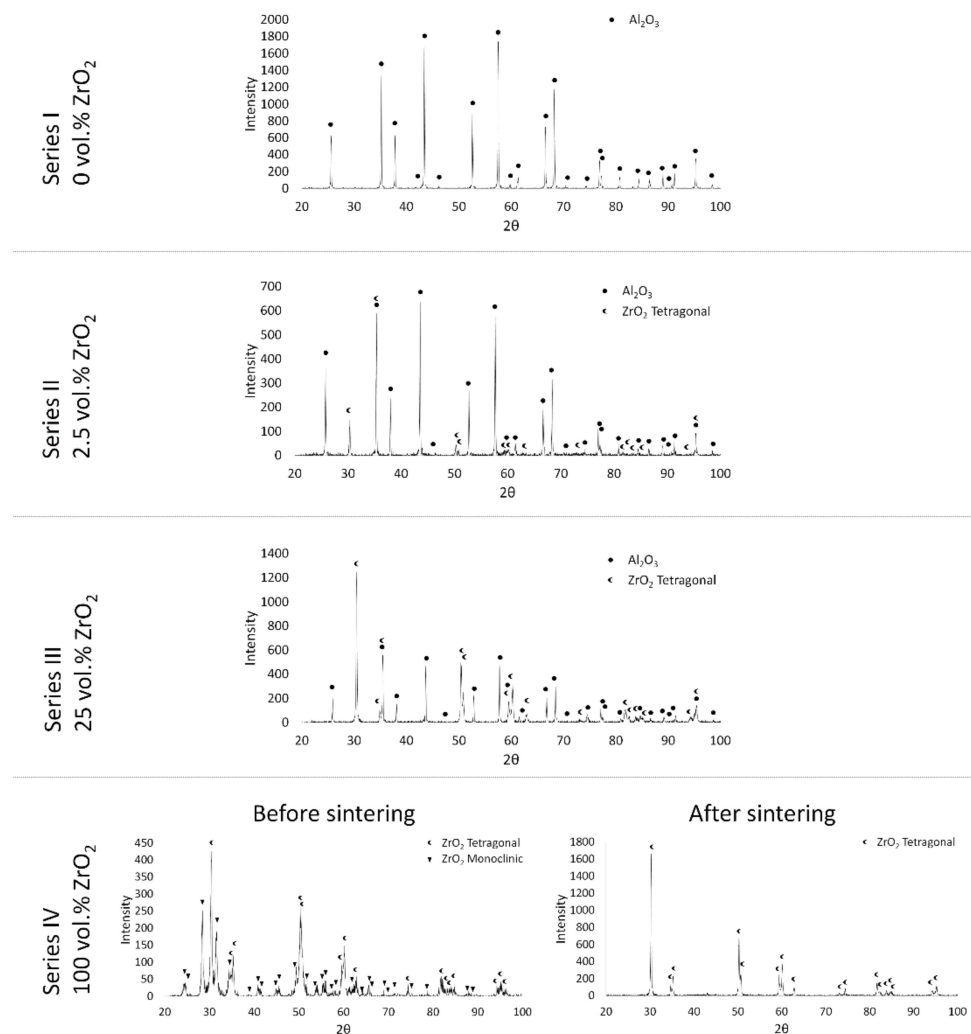 Series I
0 vol.% ZrO₂
Intensity
2000
1800
1600
1400
1200
1000
800
600
400
200
0
20 30 40 50 60 70 80 90 100
2θ
Al₂O₃
Series II
2.5 vol.% ZrO₂
Intensity
700
600
500
400
300
200
100
0
20 30 40 50 60 70 80 90 100
2θ
Al₂O₃
ZrO₂ Tetragonal
Series III
25 vol.% ZrO₂
Intensity
1400
1200
1000
800
600
400
200
0
20 30 40 50 60 70 80 90 100
2θ
Al₂O₃
ZrO₂ Tetragonal
Series IV
100 vol.% ZrO₂
Before sintering
Intensity
450
400
350
300
250
200
150
100
50
0
20 30 40 50 60 70 80 90 100
2θ
ZrO₂ Tetragonal
ZrO₂ Monoclinic
After sintering
Intensity
1800
1600
1400
1200
1000
800
600
400
200
0
20 30 40 50 60 70 80 90 100
2θ
ZrO₂ Tetragonal